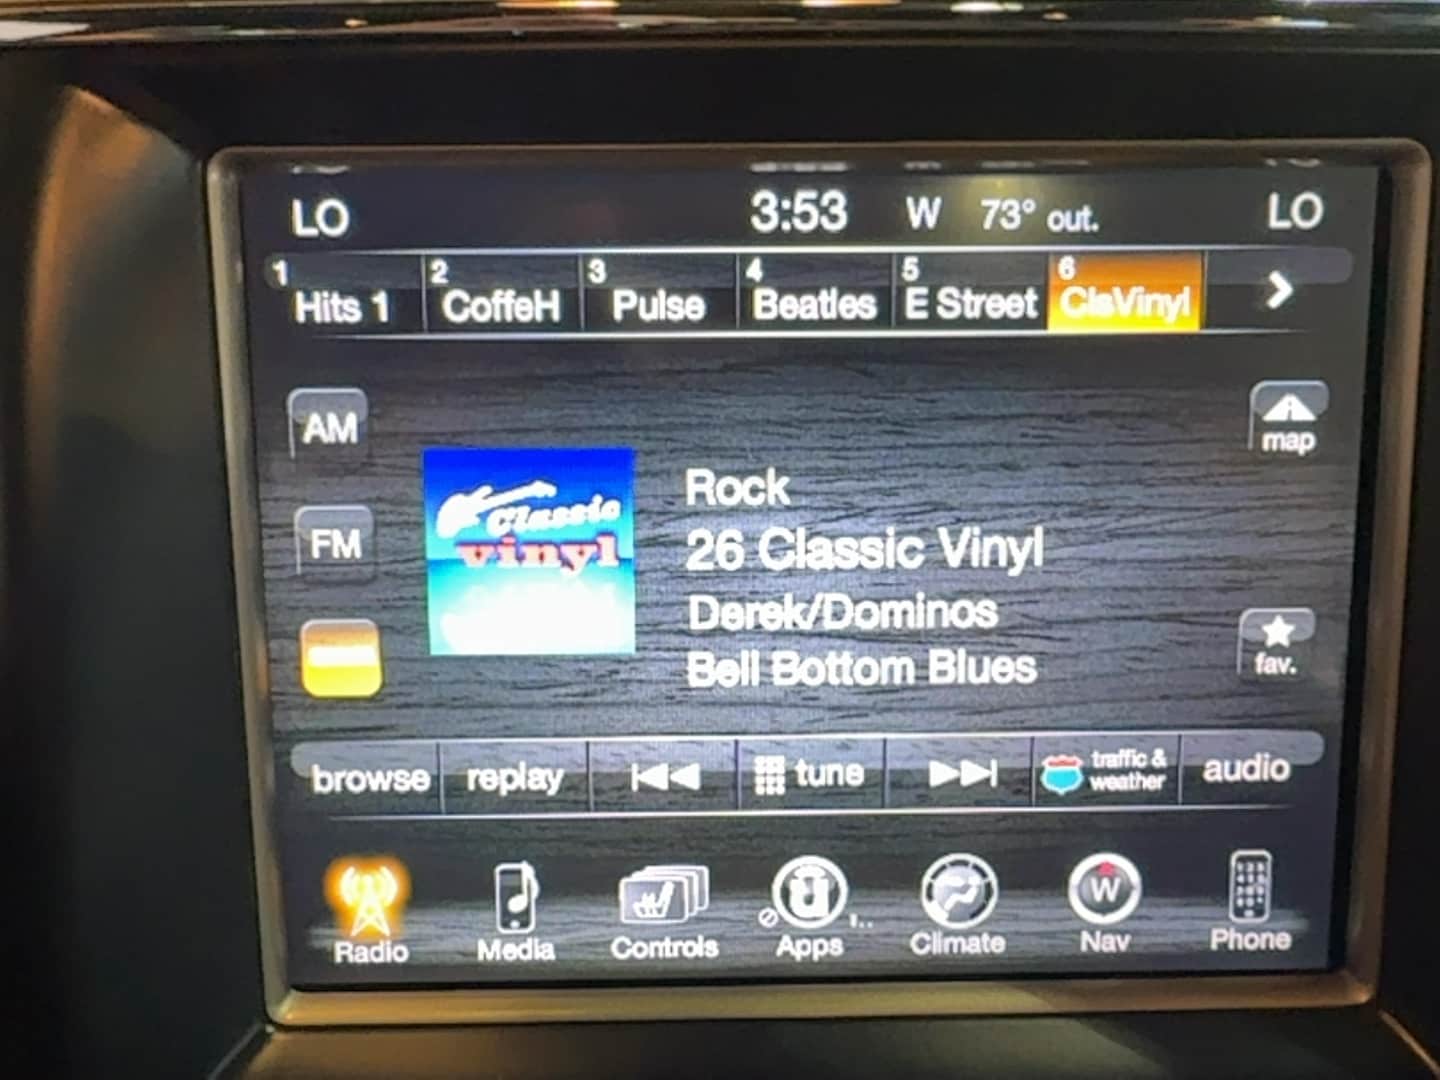 LO 3:53 W 73° out. LO
1 Hits 1 2 CoffeH 3 Pulse 4 Beatles 5 E Street 6 ClsVinyl
AM
map
Classic
vinyl
Rock
26 Classic Vinyl
FM
Derek/Dominos
Bell Bottom Blues
fav.
browse replay tune traffic & weather audio
W
Radio Media Controls Apps Climate Nav Phone